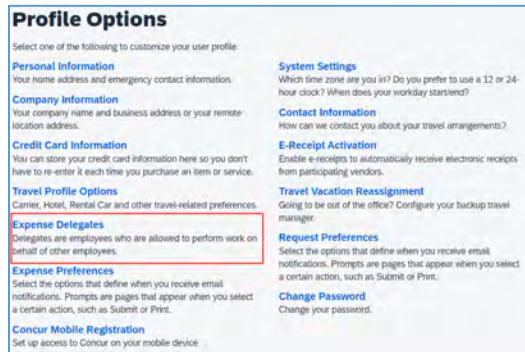 Profile Options
Select one of the following to customize your user profile.
Personal Information
Your home address and emergency contact information.
Company Information
Your company name and business address or your remote
location address.
Credit Card Information
You can store your credit card information here so you don't
have to re-enter it each time you purchase an item or service.
Travel Profile Options
Carrier, Hotel, Rental Car and other travel-related preferences.
Expense Delegates
Delegates are employees who are allowed to perform work on
behalf of other employees.
Expense Preferences
Select the options that define when you receive email
notifications. Prompts are pages that appear when you select
a certain action, such as Submit or Print.
Concur Mobile Registration
Set up access to Concur on your mobile device
System Settings
Which time zone are you in? Do you prefer to use a 12 or 24-
hour clock? When does your workday start/end?
Contact Information
How can we contact you about your travel arrangements?
E-Receipt Activation
Enable e-receipts to automatically receive electronic receipts
from participating vendors.
Travel Vacation Reassignment
Going to be out of the office? Configure your backup travel
manager.
Request Preferences
Select the options that define when you receive email
notifications. Prompts are pages that appear when you select
a certain action, such as Submit or Print.
Change Password
Change your password.